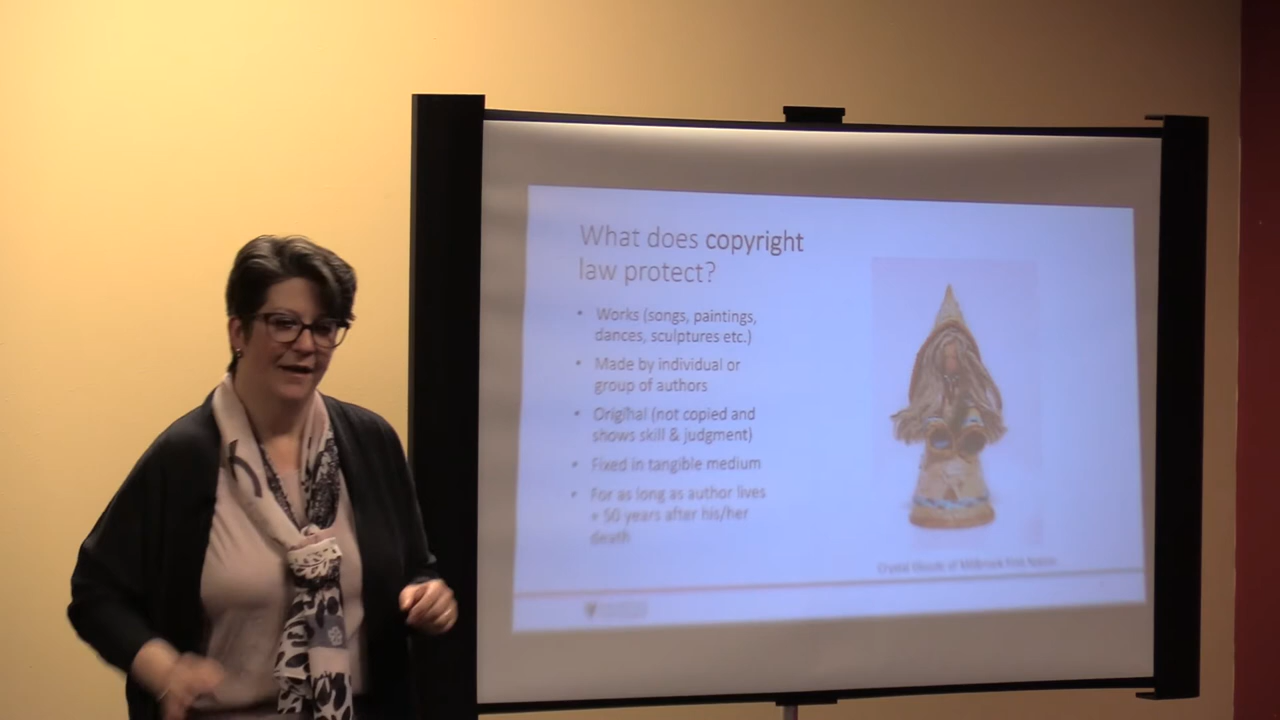 What does copyright
law protect?
• Works (songs, paintings,
dances, sculptures etc.)
• Made by individual or
group of authors
• Original (not copied and
shows skill & judgment)
• Fixed in tangible medium
• For as long as author lives
+ 50 years after his/her
death